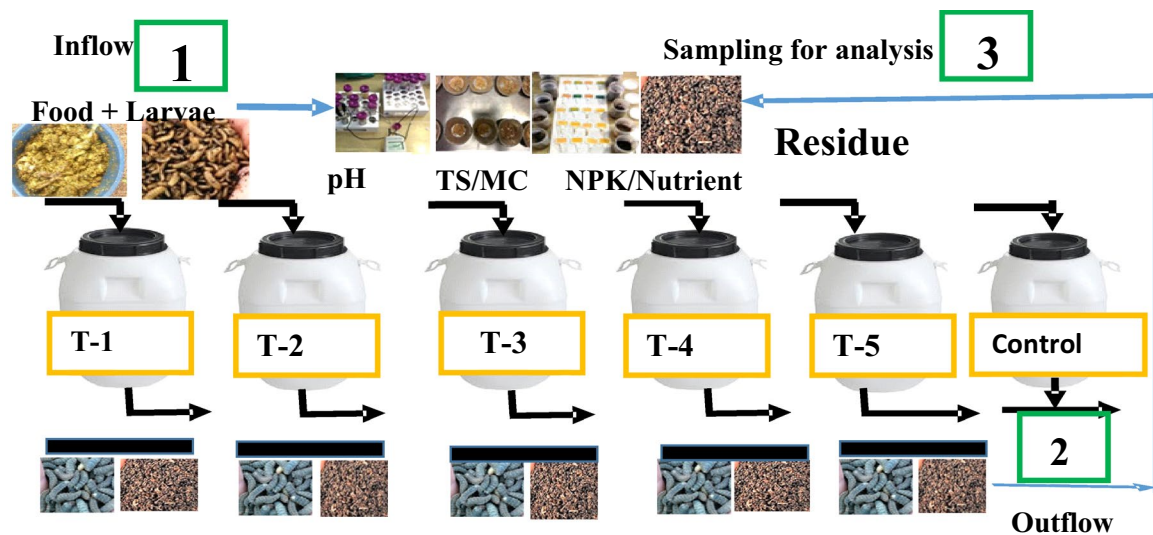 Inflow
1
Sampling for analysis
3
Food + Larvae
Residue
pH
TS/MC
NPK/Nutrient
T-1
T-2
T-3
T-4
T-5
Control
2
Outflow